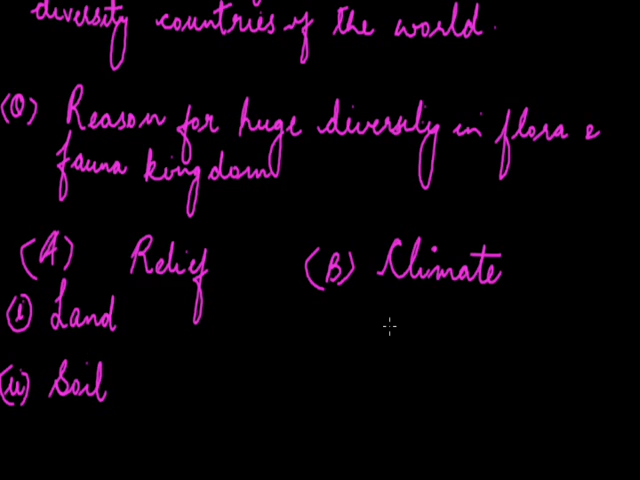 diversity countries of the world.
(Q) Reason for huge diversity in flora &
fauna kingdom
(A) Relief (B) Climate
(i) Land
(ii) Soil